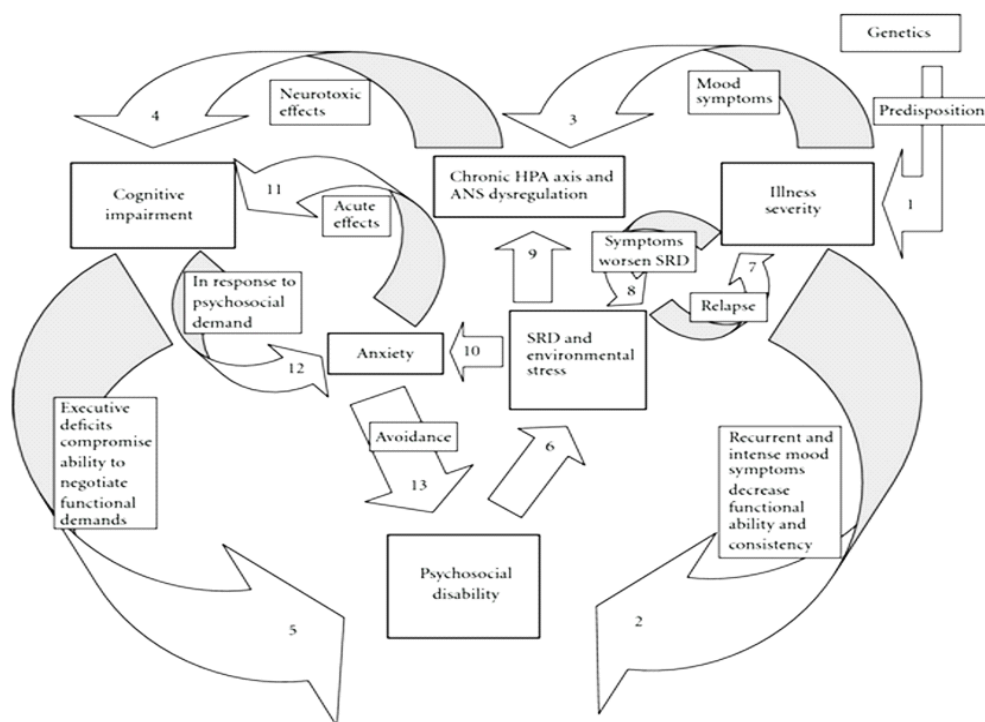 Genetics
Predisposition
1
Mood
symptoms
3
Neurotoxic
effects
4
Cognitive
impairment
Chronic HPA axis and
ANS dysregulation
Illness
severity
11
Acute
effects
Symptoms
worsen SRD
7
8
Relapse
9
In response to
psychosocial
demand
12
Anxiety
10
SRD and
environmental
stress
Executive
deficits
compromise
ability to
negotiate
functional
demands
Avoidance
13
6
Recurrent and
intense mood
symptoms
decrease
functional
ability and
consistency
Psychosocial
disability
5
2